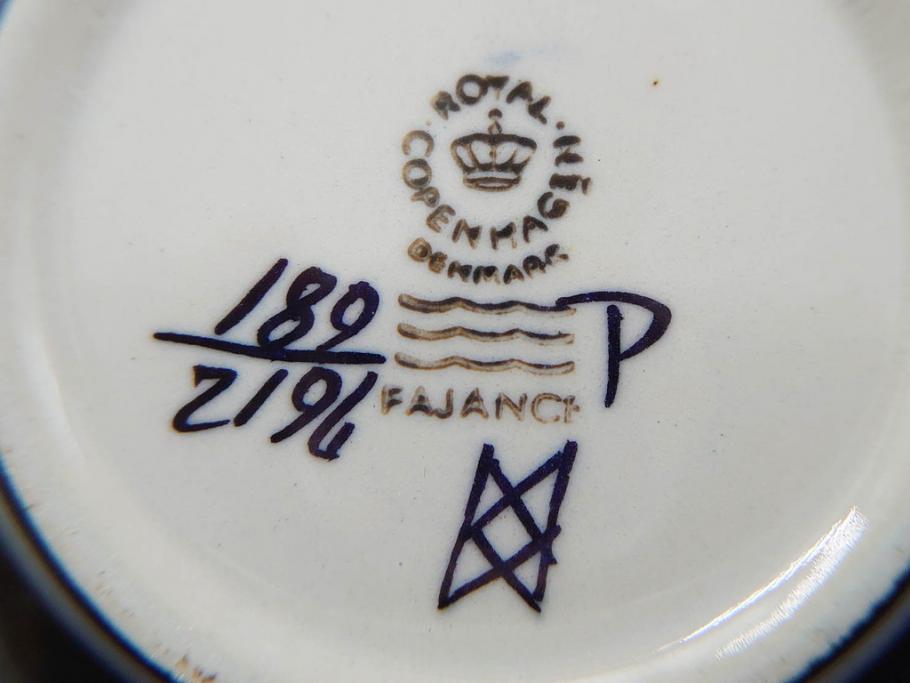 ROYAL
COPENHAGEN
DENMARK
189
2196
P
FAJANCE